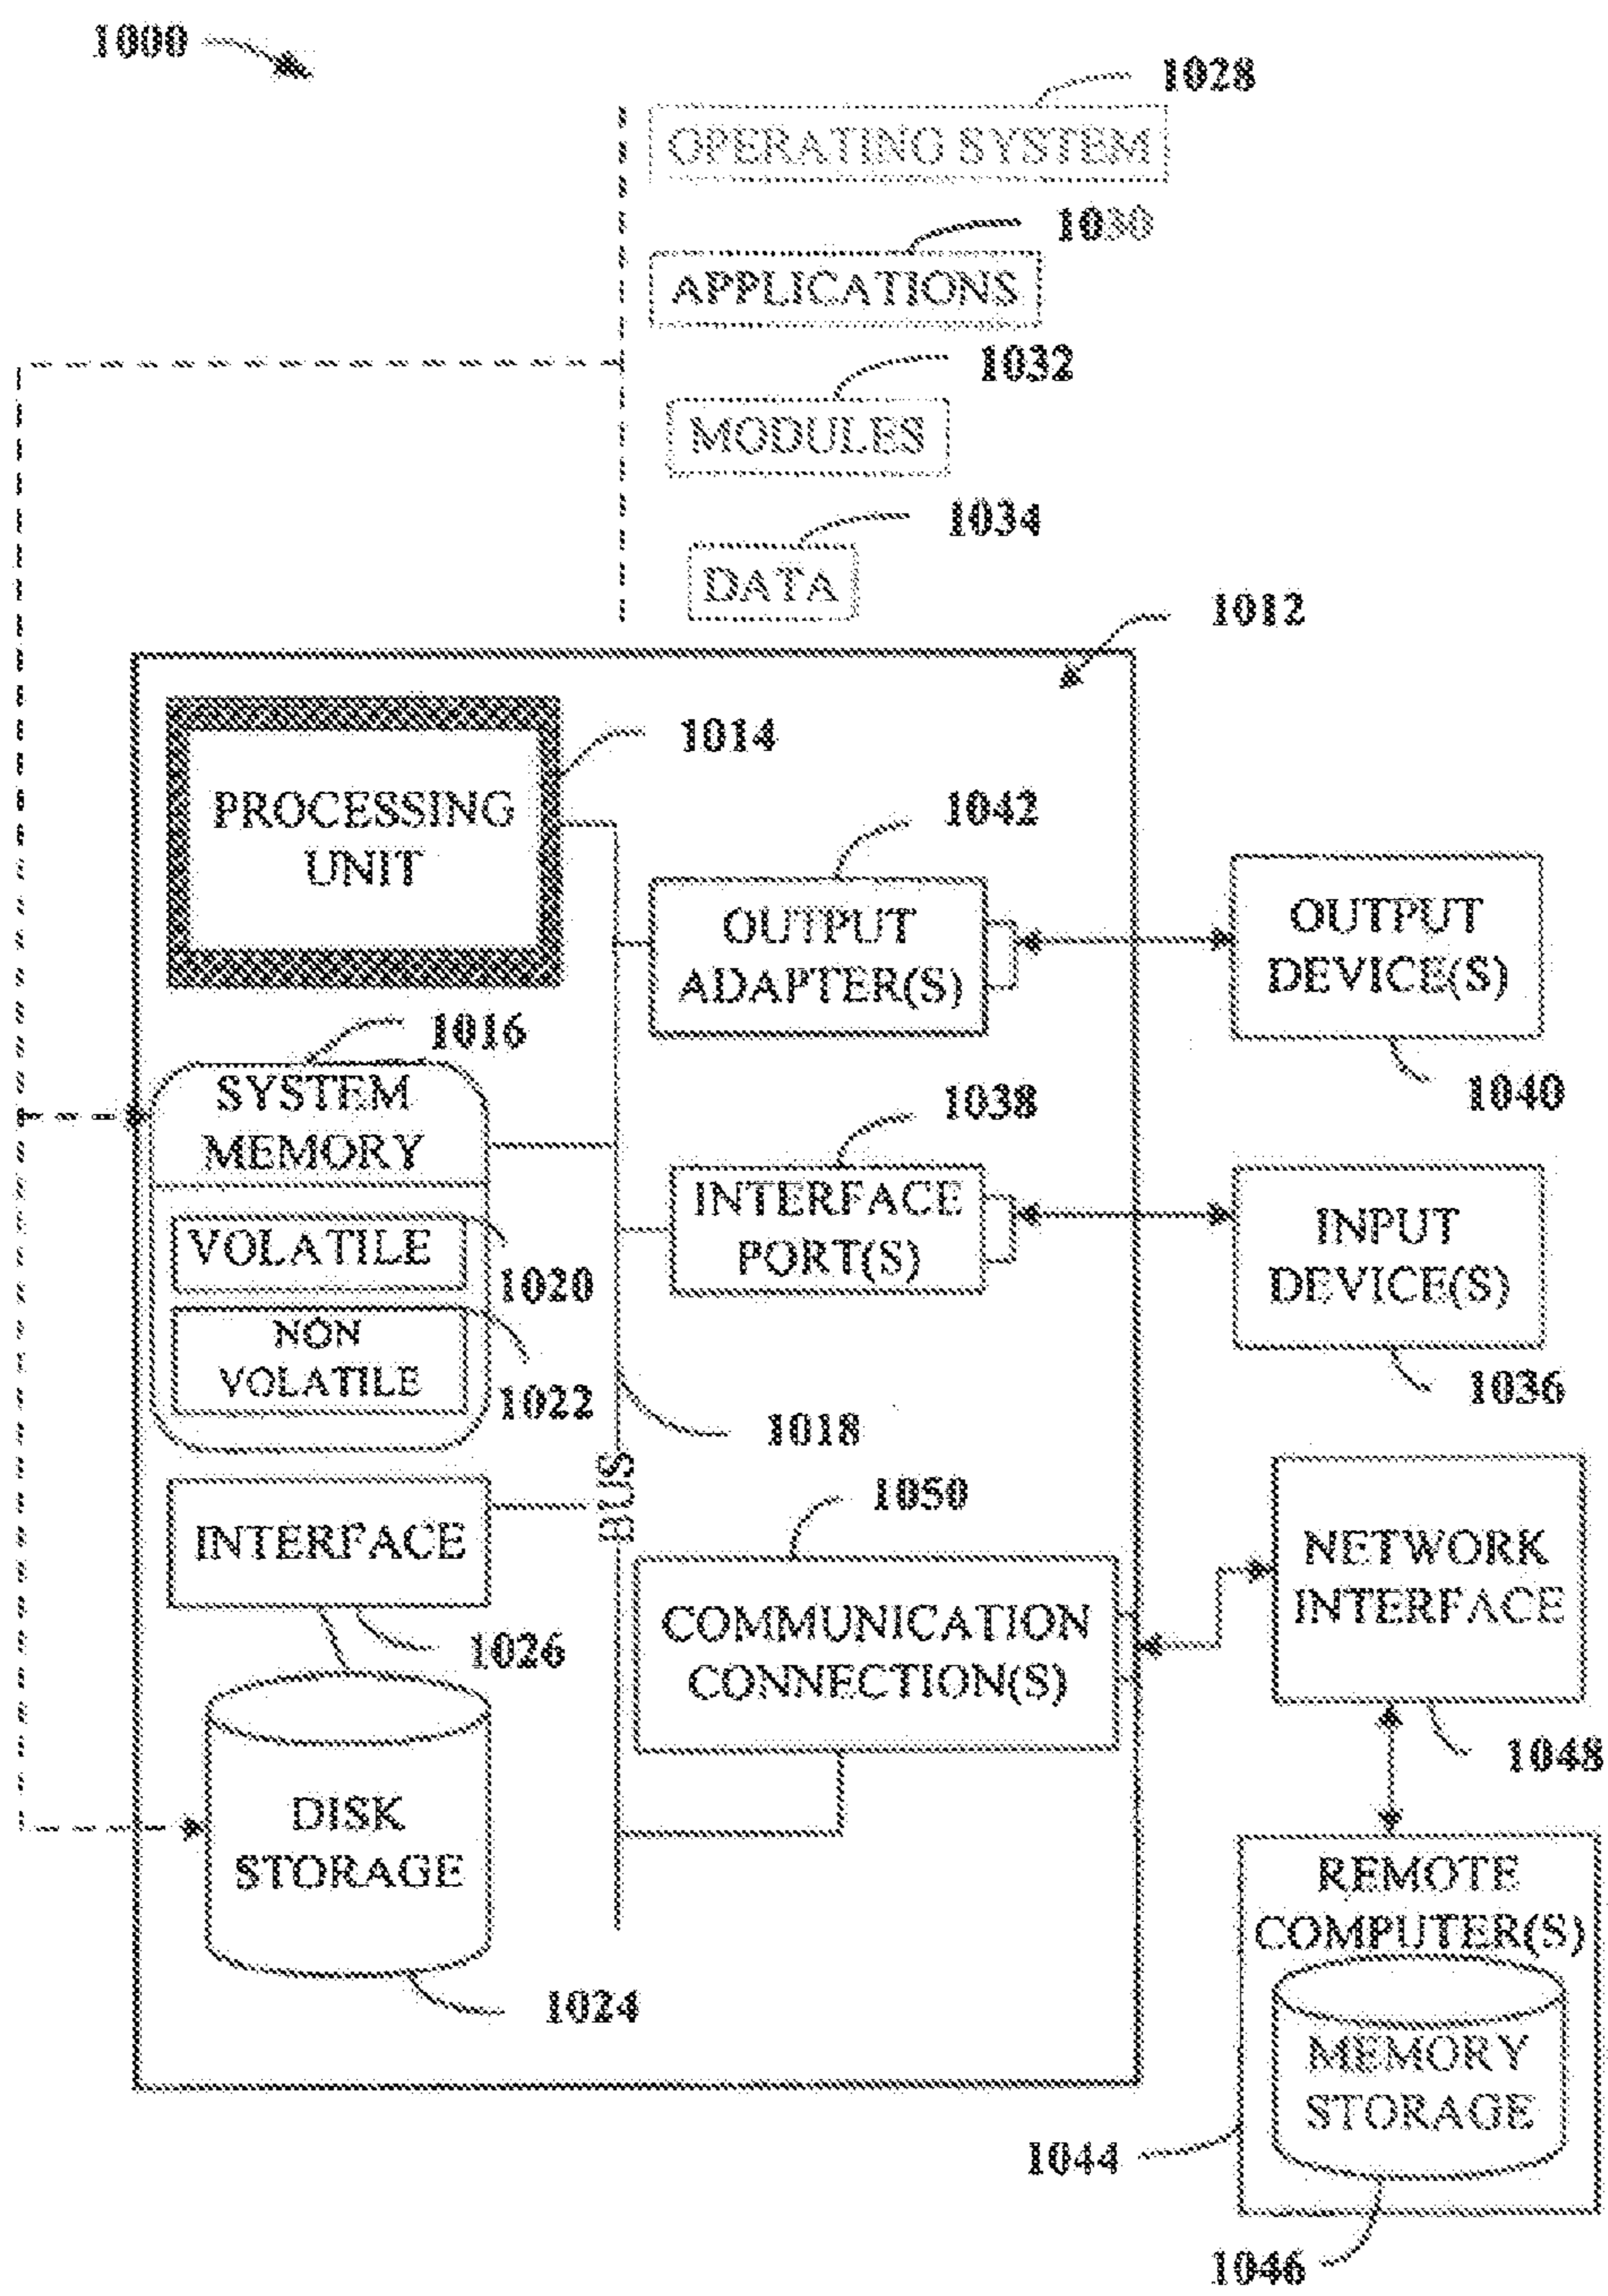 1000
1028
OPERATING SYSTEM
1030
APPLICATIONS
1032
MODULES
1034
DATA
1012
1014
PROCESSING
UNIT
1042
OUTPUT
ADAPTER(S)
OUTPUT
DEVICE(S)
1040
1016
SYSTEM
MEMORY
1038
INTERFACE
PORT(S)
INPUT
DEVICE(S)
1036
VOLATILE
1020
NON
VOLATILE
1022
1018
BUS
1050
INTERFACE
1026
COMMUNICATION
CONNECTION(S)
NETWORK
INTERFACE
1048
DISK
STORAGE
1024
REMOTE
COMPUTER(S)
MEMORY
STORAGE
1044
1046